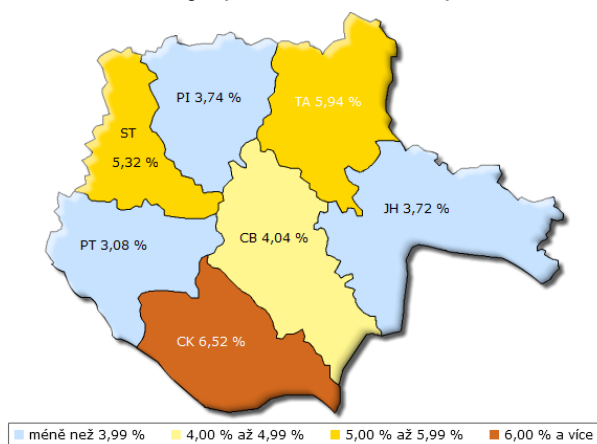 PI 3,74 %
TA 5,94 %
ST
5,32 %
JH 3,72 %
PT 3,08 %
CB 4,04 %
CK 6,52 %
méně než 3,99 %
4,00 % až 4,99 %
5,00 % až 5,99 %
6,00 % a více